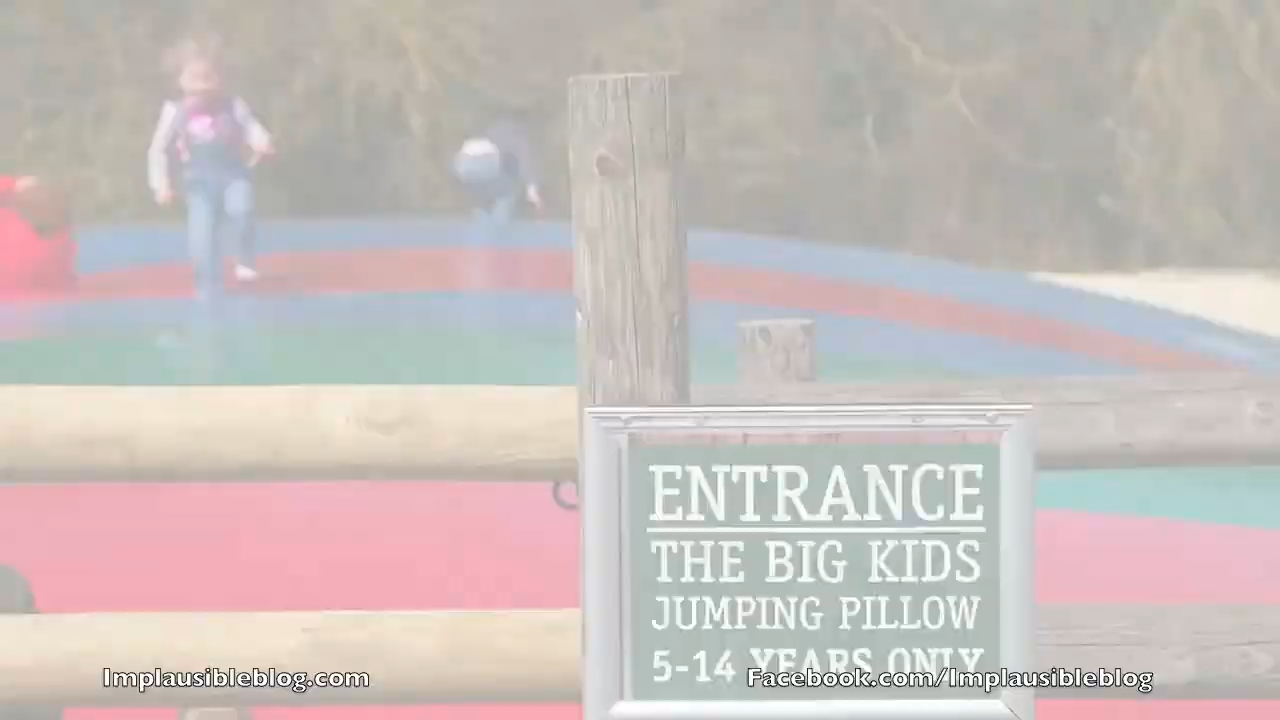 ENTRANCE
THE BIG KIDS
JUMPING PILLOW
5-14 YEARS ONLY
Implausibleblog.com
Facebook.com/Implausibleblog